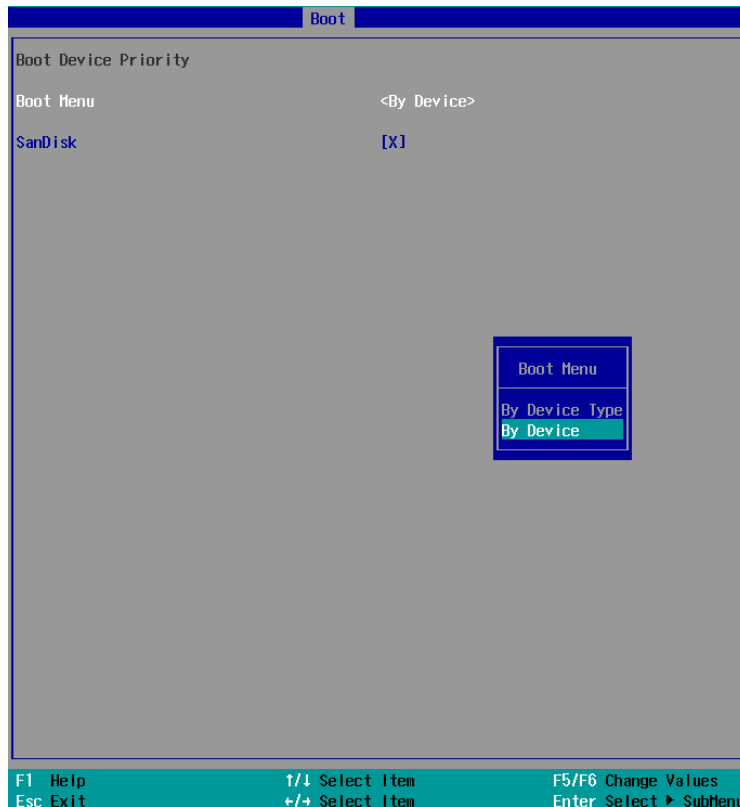 Boot
Boot Device Priority
Boot Menu <By Device>
SanDisk [X]
Boot Menu
By Device Type
By Device
F1 Help ↑/↓ Select Item F5/F6 Change Values
Esc Exit ←/→ Select Item Enter Select ▶ SubMenu